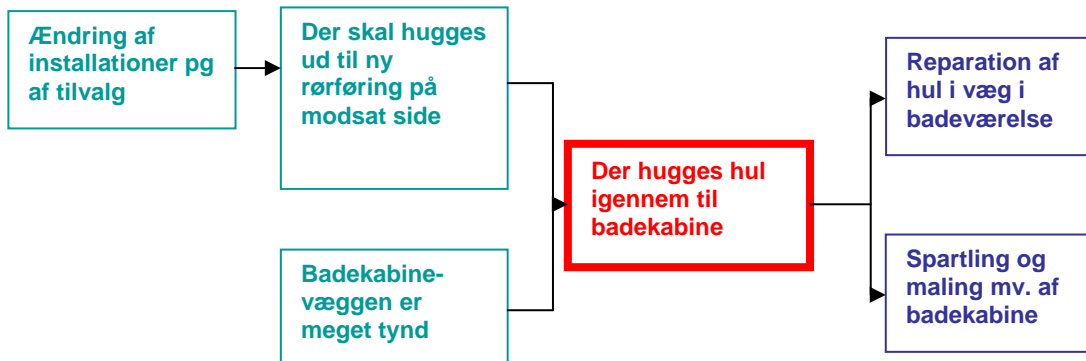 Ændring af
installationer pg
af tilvalg
Der skal hugges
ud til ny
rørføring på
modsat side
Badekabine-
væggen er
meget tynd
Der hugges hul
igennem til
badekabine
Reparation af
hul i væg i
badeværelse
Spartling og
maling mv. af
badekabine